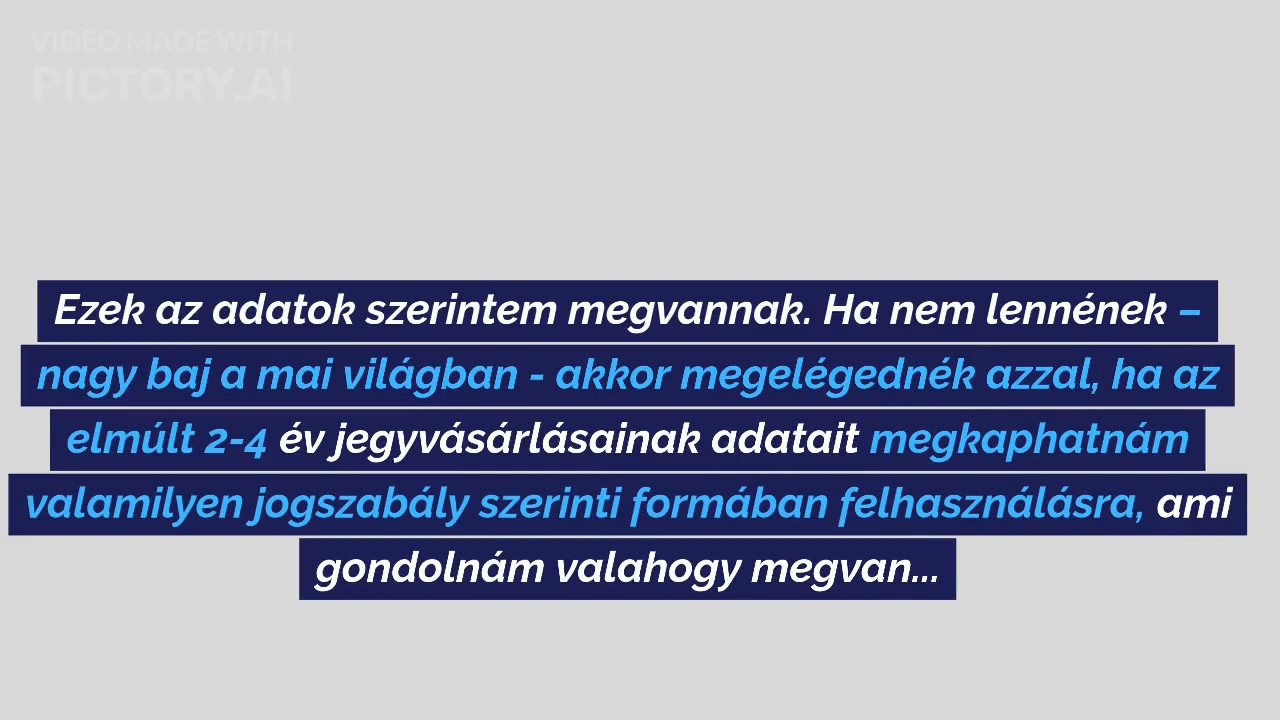 VIDEO MADE WITH
PICTORY.AI
Ezek az adatok szerintem megvannak. Ha nem lennének –
nagy baj a mai világban - akkor megelégednék azzal, ha az
elmúlt 2-4 év jegyvásárlásainak adatait megkaphatnám
valamilyen jogszabály szerinti formában felhasználásra, ami
gondolnám valahogy megvan...